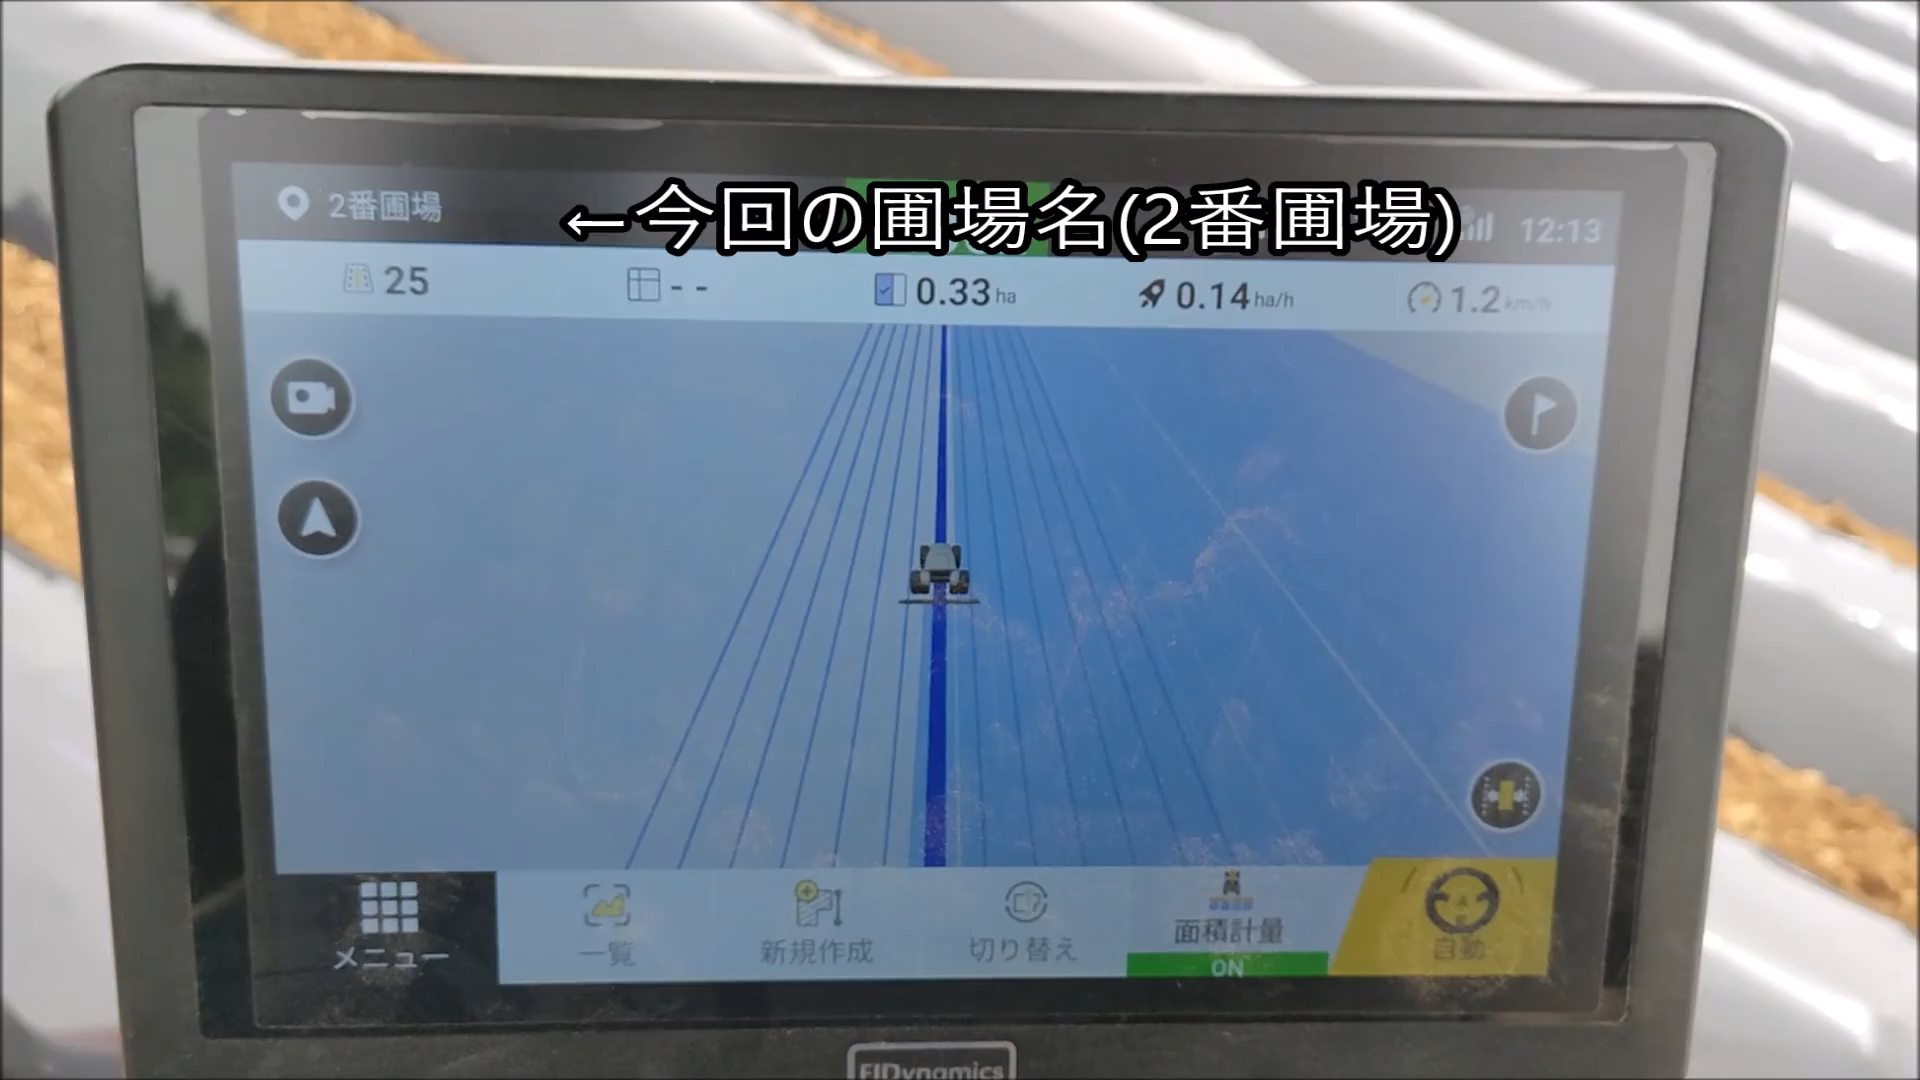 2番圃場
←今回の圃場名(2番圃場)
12:13
25
--
0.33 ha
0.14 ha/h
1.2 km/h
メニュー
一覧
新規作成
切り替え
面積計量
ON
自動
FJDynamics